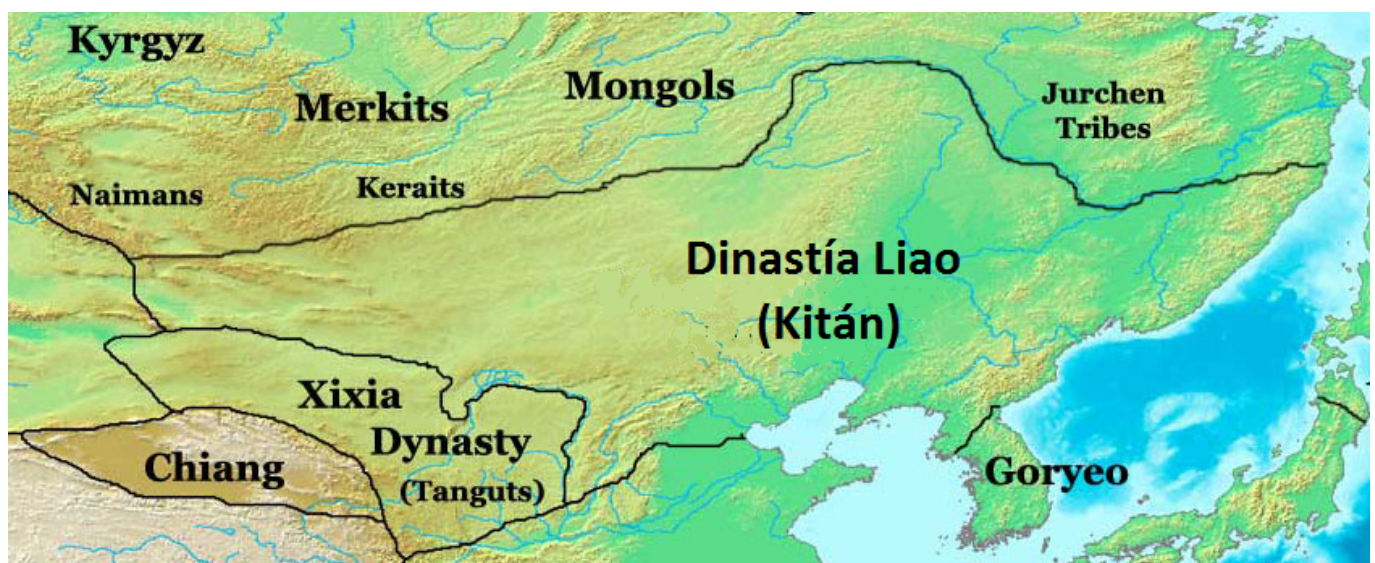 Kyrgyz
Merkits
Mongols
Jurchen
Tribes
Naimans
Keraits
Dinastía Liao
(Kitán)
Xixia
Dynasty
(Tanguts)
Chiang
Goryeo